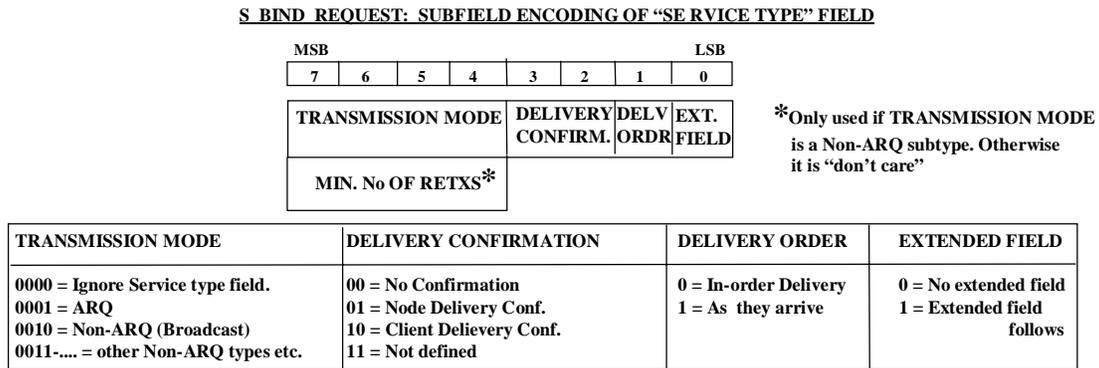 S BIND REQUEST: SUBFIELD ENCODING OF “SE RVICE TYPE” FIELD
MSB LSB
7 6 5 4 3 2 1 0
TRANSMISSION MODE
DELIVERY CONFIRM.
DELV ORDR
EXT. FIELD
MIN. No OF RETXS*
*Only used if TRANSMISSION MODE
is a Non-ARQ subtype. Otherwise
it is “don’t care”
TRANSMISSION MODE
0000 = Ignore Service type field.
0001 = ARQ
0010 = Non-ARQ (Broadcast)
0011-.... = other Non-ARQ types etc.
DELIVERY CONFIRMATION
00 = No Confirmation
01 = Node Delivery Conf.
10 = Client Delievery Conf.
11 = Not defined
DELIVERY ORDER
0 = In-order Delivery
1 = As they arrive
EXTENDED FIELD
0 = No extended field
1 = Extended field
follows